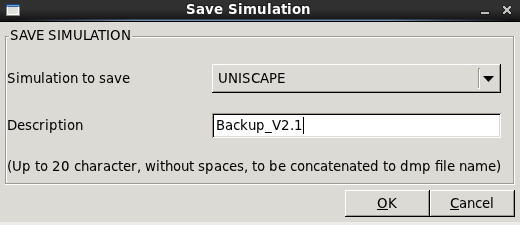 Save Simulation
SAVE SIMULATION
Simulation to save UNISCAPE
Description Backup_V2.1
(Up to 20 character, without spaces, to be concatenated to dmp file name)
OK Cancel